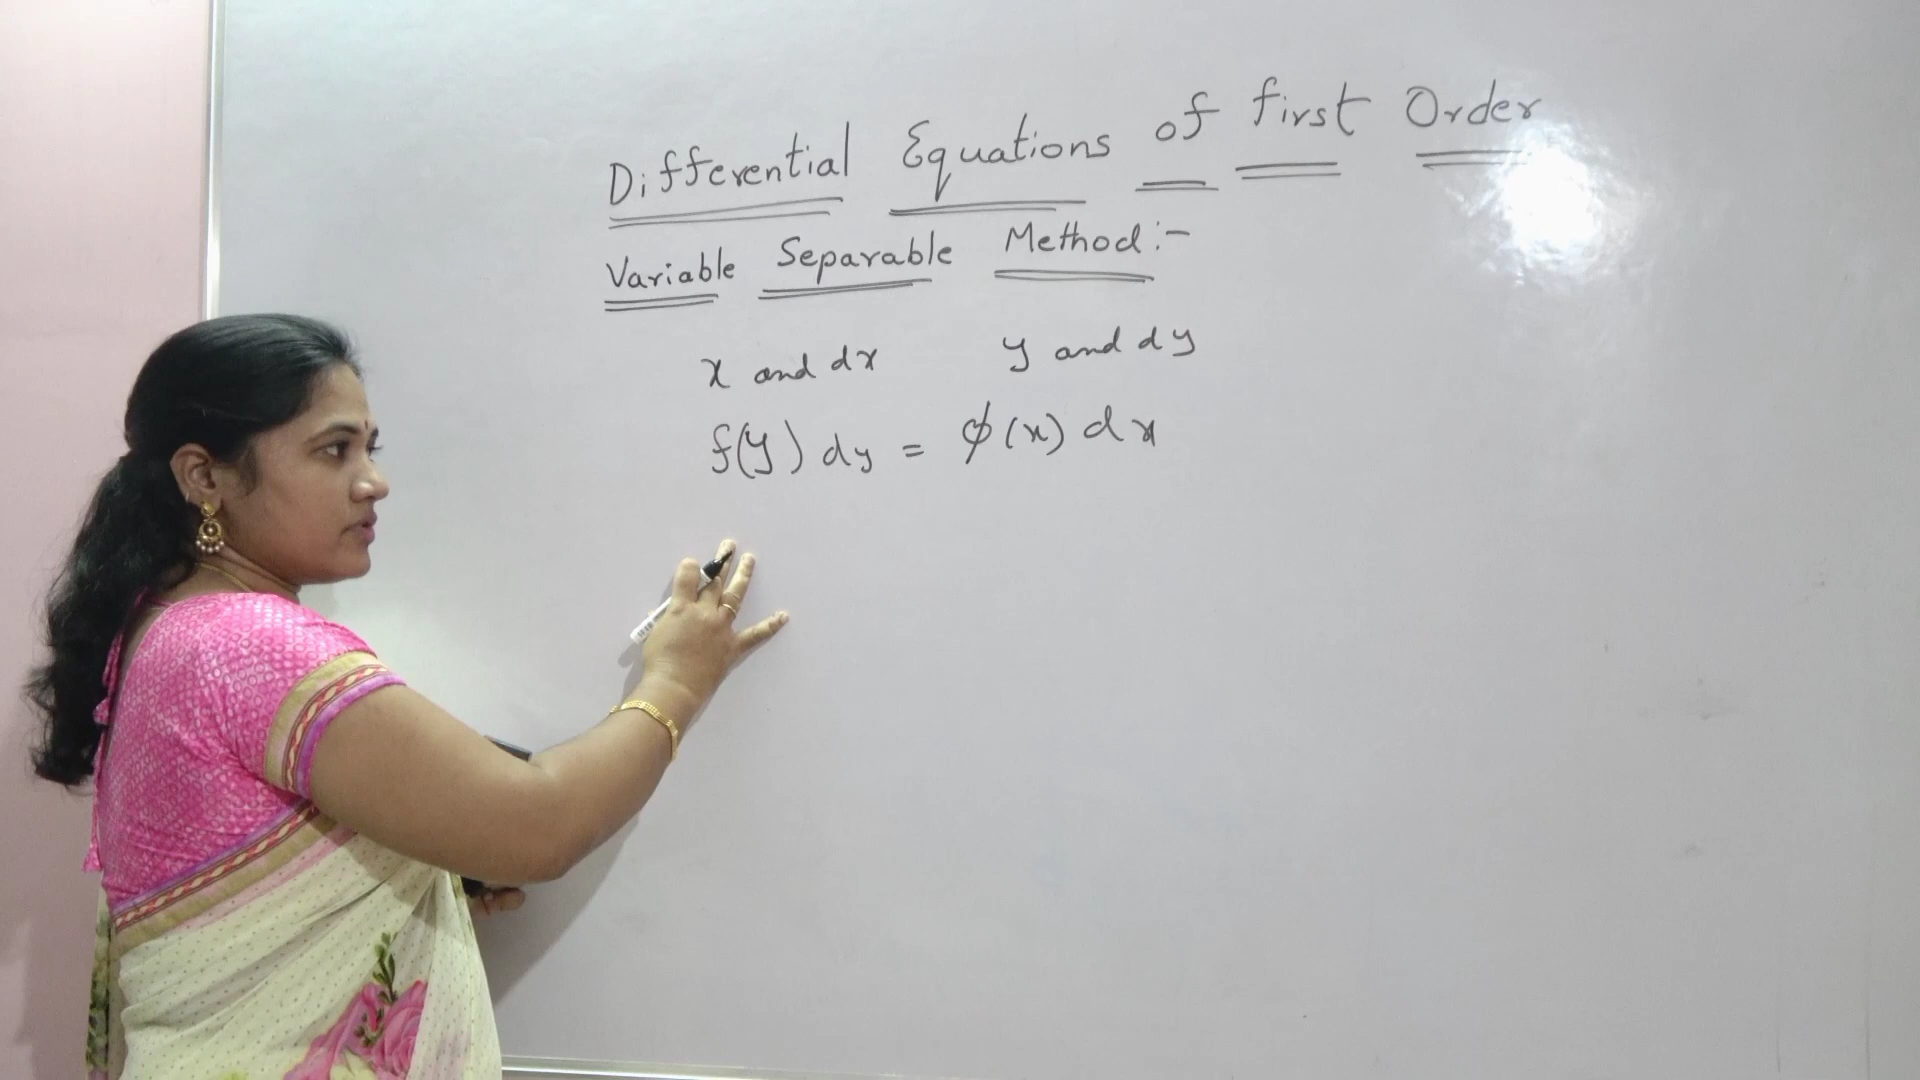 Differential Equations of first Order
Variable Separable Method:-
x and dx y and dy
f(y) dy = ϕ(x) dx